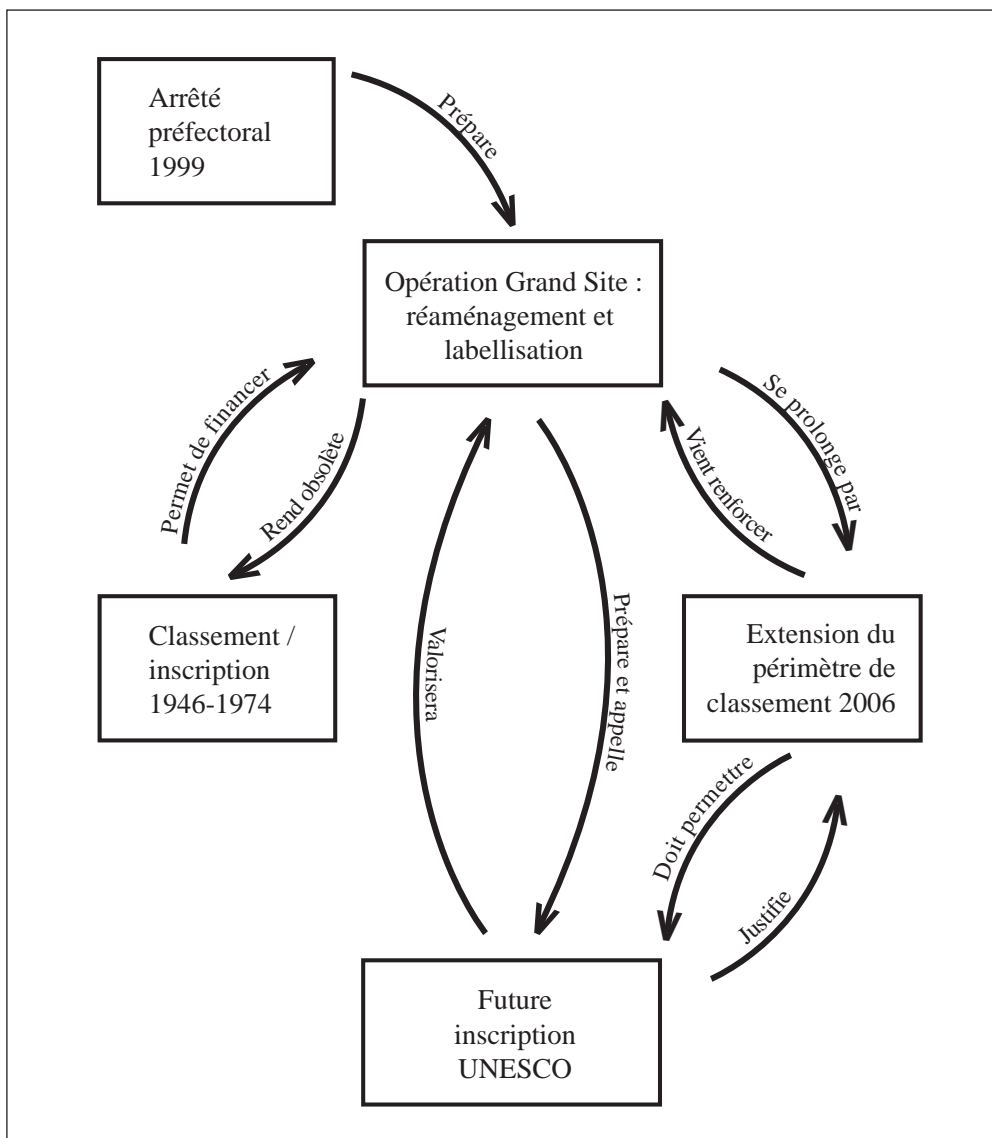 Arrêté
préfectoral
1999
Prépare
Opération Grand Site :
réaménagement et
labellisation
Permet de financer
Rend obsolète
Se prolonge par
Vient renforcer
Classement /
inscription
1946-1974
Valorisera
Prépare et appelle
Extension du
périmètre de
classement 2006
Doit permettre
Justifie
Future
inscription
UNESCO